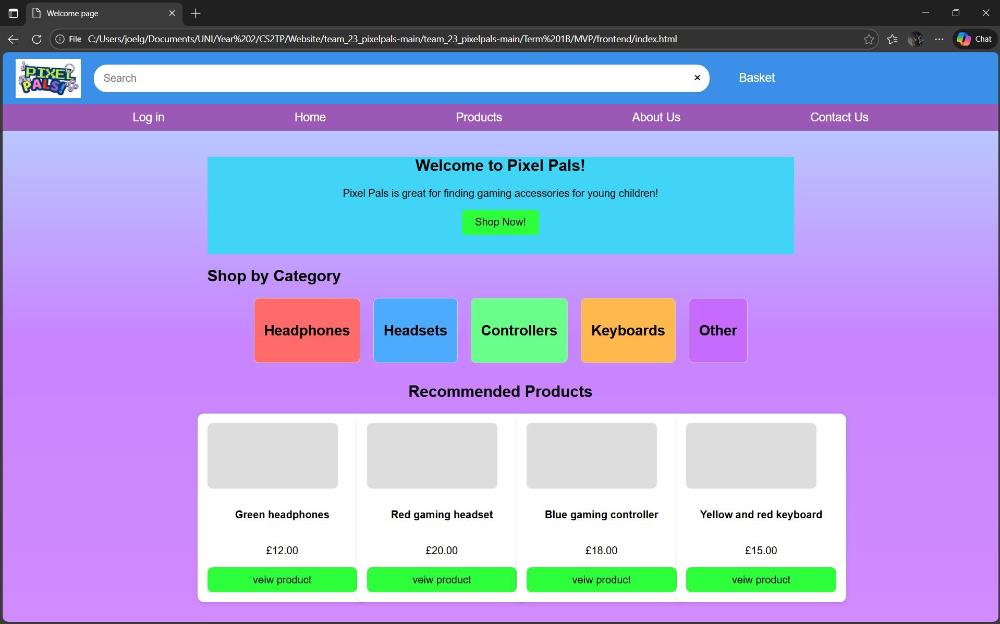 Welcome page
File C:/Users/joelg/Documents/UNI/Year%202/CS2TP/Website/team_23_pixelpals-main/team_23_pixelpals-main/Term%201B/MVP/frontend/index.html
Chat
PIXEL
PALS!
Search
Basket
Log in Home Products About Us Contact Us
Welcome to Pixel Pals!
Pixel Pals is great for finding gaming accessories for young children!
Shop Now!
Shop by Category
Headphones Headsets Controllers Keyboards Other
Recommended Products
Green headphones Red gaming headset Blue gaming controller Yellow and red keyboard
£12.00 £20.00 £18.00 £15.00
veiw product veiw product veiw product veiw product